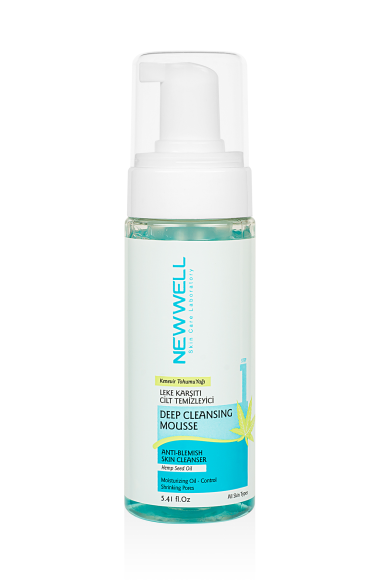 NEWWELL
Skin Care Laboratory
Kenevir Tohumu Yağı
LEKE KARŞITI
CİLT TEMİZLEYİCİ
DEEP CLEANSING
MOUSSE
ANTI-BLEMISH
SKIN CLEANSER
Hemp Seed Oil
Moisturizing Oil - Control
Shrinking Pores
5.41 fl.Oz
1
All Skin Types